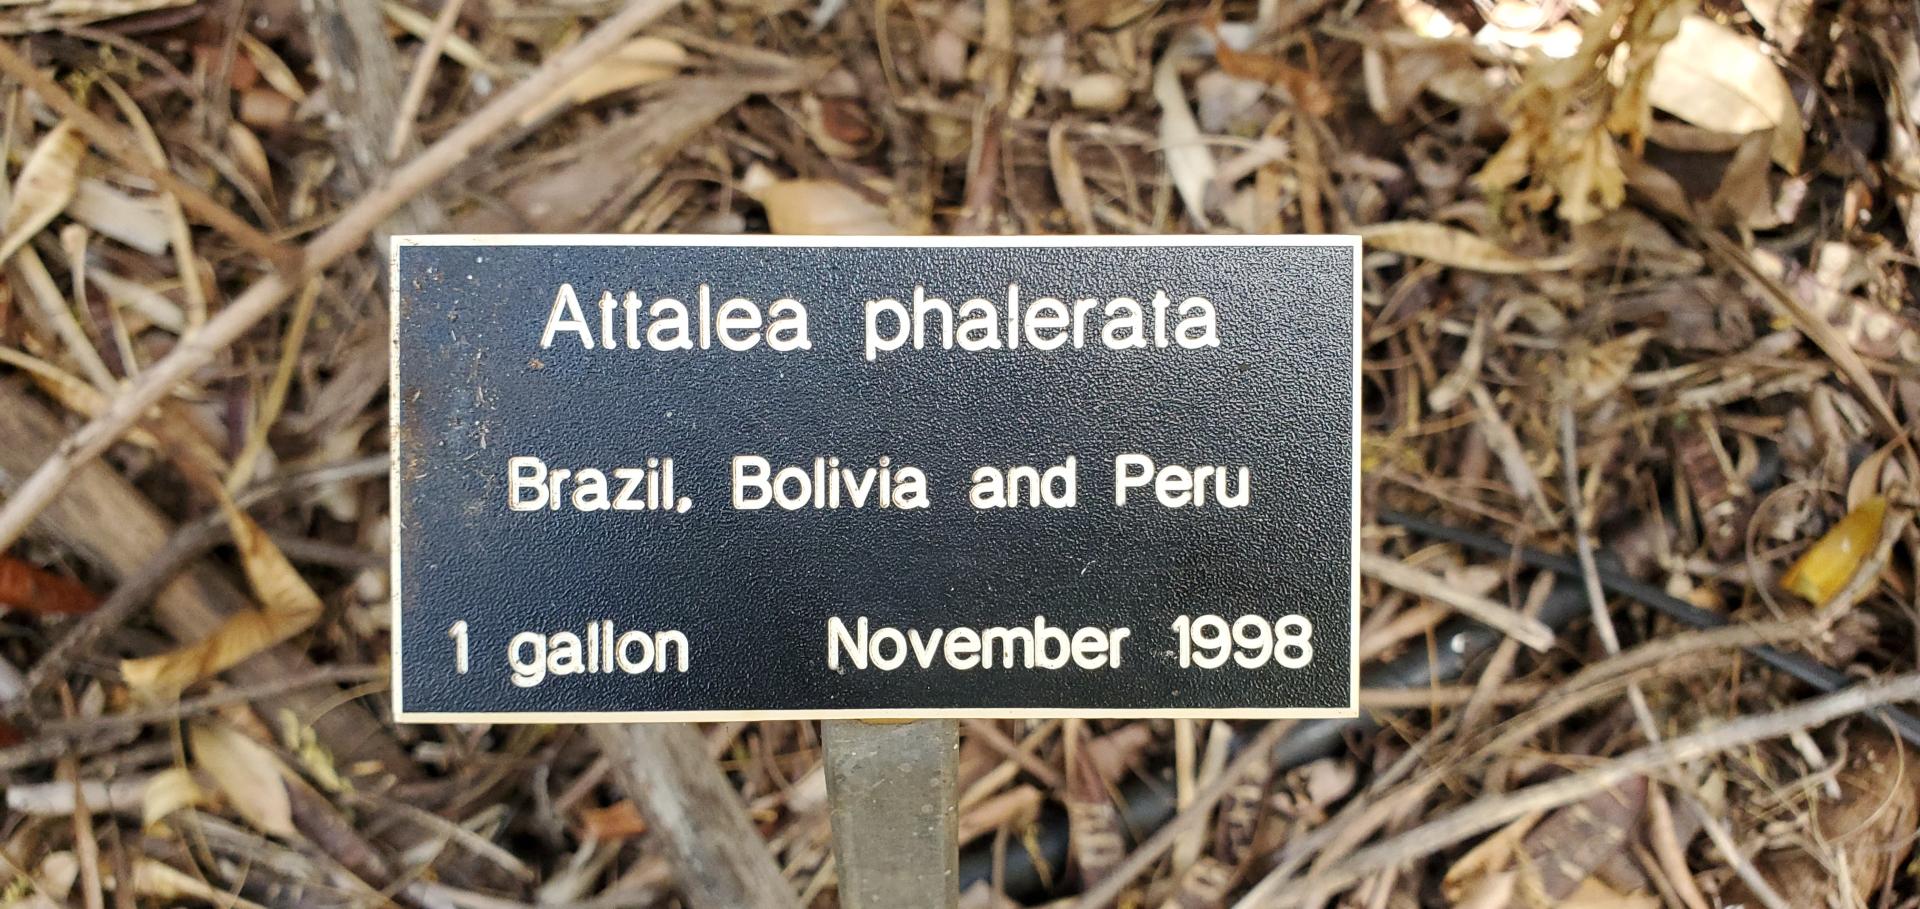 Attalea phalerata
Brazil, Bolivia and Peru
1 gallon November 1998